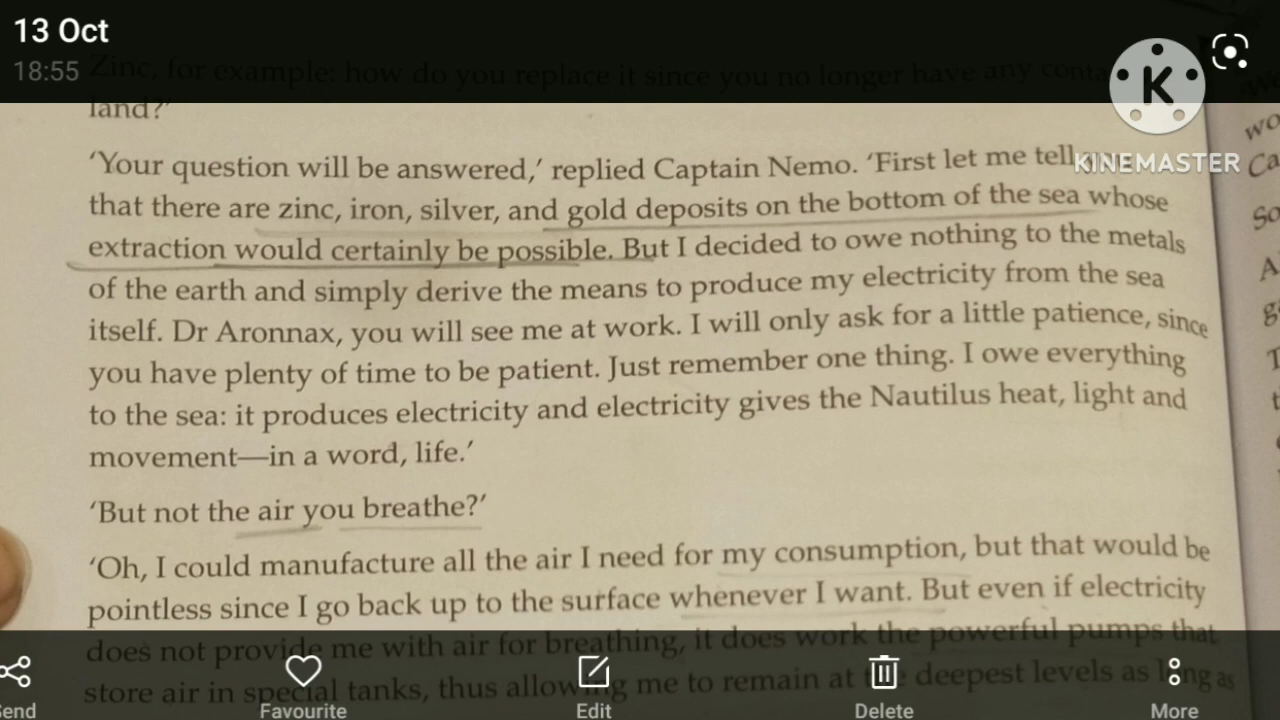 13 Oct
18:55
Zinc, for example: how do you replace it since you no longer have any
land?'
'Your question will be answered,' replied Captain Nemo. 'First let me tell
KINEMASTER
that there are zinc, iron, silver, and gold deposits on the bottom of the sea whose
extraction would certainly be possible. But I decided to owe nothing to the metals
of the earth and simply derive the means to produce my electricity from the sea
itself. Dr Aronnax, you will see me at work. I will only ask for a little patience, since
you have plenty of time to be patient. Just remember one thing. I owe everything
to the sea: it produces electricity and electricity gives the Nautilus heat, light and
movement—in a word, life.'
'But not the air you breathe?'
'Oh, I could manufacture all the air I need for my consumption, but that would be
pointless since I go back up to the surface whenever I want. But even if electricity
does not provide me with air for breathing, it does work the powerful pumps that
store air in special tanks, thus allowing me to remain at the deepest levels as long as
Send
Favourite
Edit
Delete
More